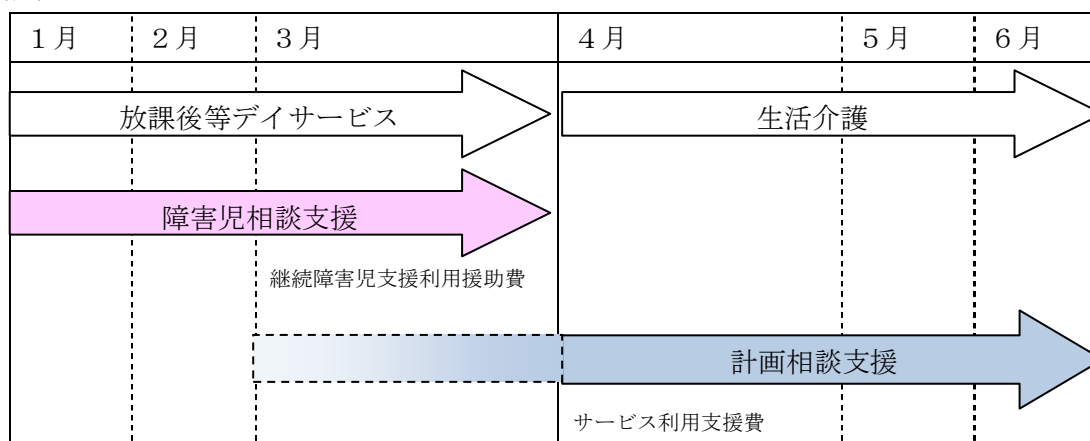 １月 ２月 ３月 ４月 ５月 ６月
放課後等デイサービス 生活介護
障害児相談支援
継続障害児支援利用援助費
計画相談支援
サービス利用支援費